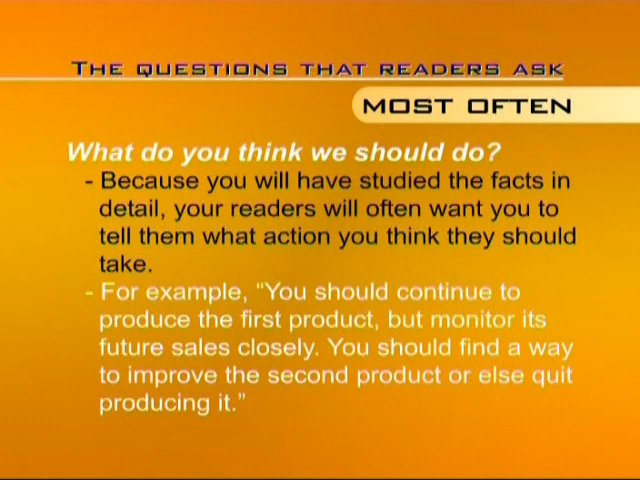 THE QUESTIONS THAT READERS ASK
MOST OFTEN
What do you think we should do?
- Because you will have studied the facts in
detail, your readers will often want you to
tell them what action you think they should
take.
- For example, “You should continue to
produce the first product, but monitor its
future sales closely. You should find a way
to improve the second product or else quit
producing it.”